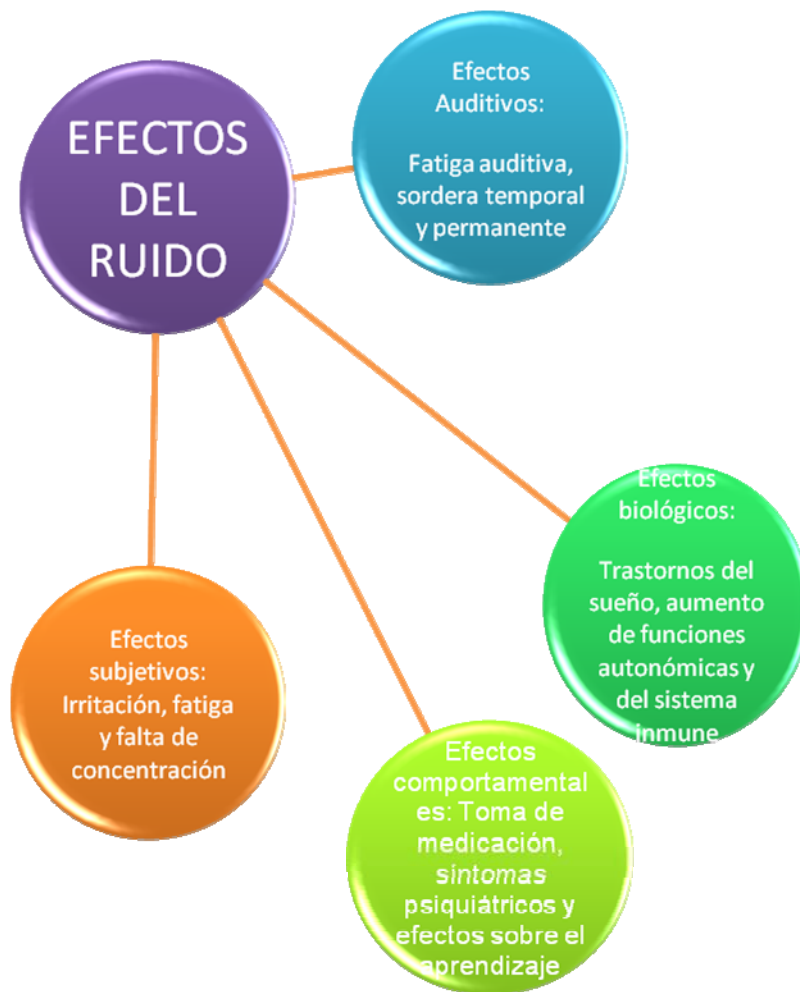 EFECTOS
DEL
RUIDO
Efectos
Auditivos:
Fatiga auditiva,
sordera temporal
y permanente
Efectos
biológicos:
Trastornos del
sueño, aumento
de funciones
autonómicas y
del sistema
inmune
Efectos
subjetivos:
Irritación, fatiga
y falta de
concentración
Efectos
comportamental
es: Toma de
medicación,
síntomas
psiquiátricos y
efectos sobre el
aprendizaje